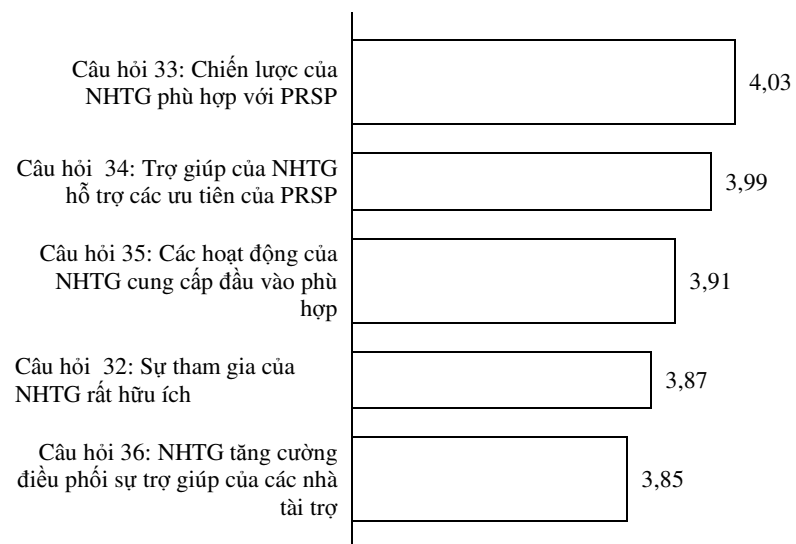 Câu hỏi 33: Chiến lược của
NHTG phù hợp với PRSP
4,03
Câu hỏi 34: Trợ giúp của NHTG
hỗ trợ các ưu tiên của PRSP
3,99
Câu hỏi 35: Các hoạt động của
NHTG cung cấp đầu vào phù
hợp
3,91
Câu hỏi 32: Sự tham gia của
NHTG rất hữu ích
3,87
Câu hỏi 36: NHTG tăng cường
điều phối sự trợ giúp của các nhà
tài trợ
3,85